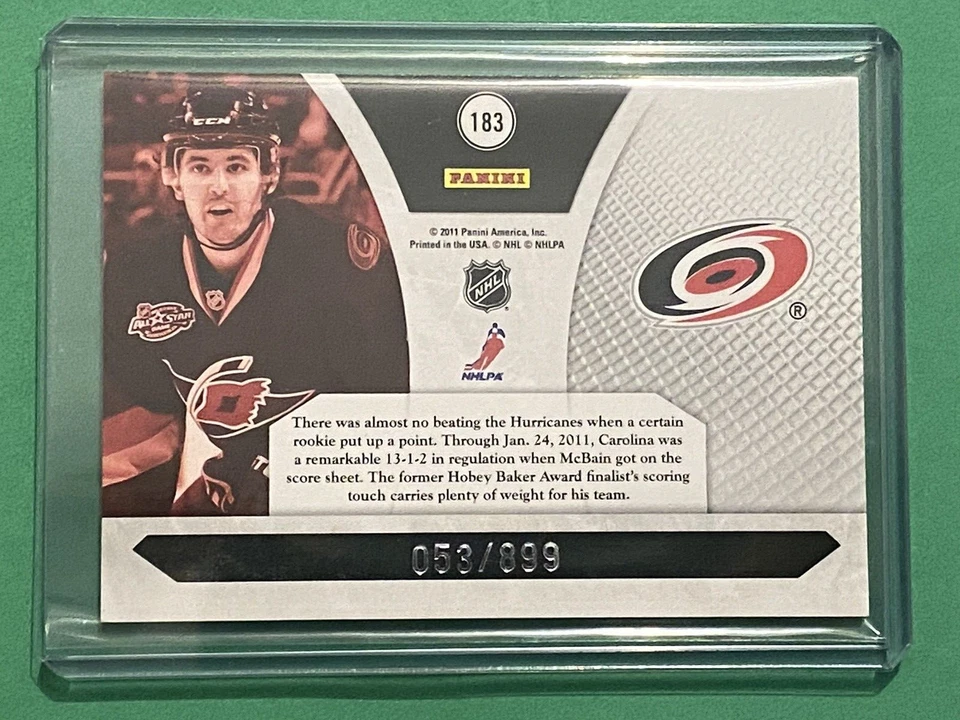 183
PANINI
© 2011 Panini America, Inc.
Printed in the USA. © NHL © NHLPA
NHL
NHLPA
®
CCM
ALL STAR
There was almost no beating the Hurricanes when a certain
rookie put up a point. Through Jan. 24, 2011, Carolina was
a remarkable 13-1-2 in regulation when McBain got on the
score sheet. The former Hobey Baker Award finalist's scoring
touch carries plenty of weight for his team.
053/899